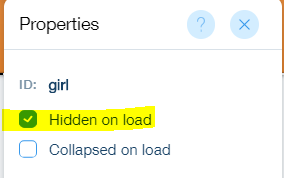 Properties ?
ID: girl
Hidden on load
Collapsed on load